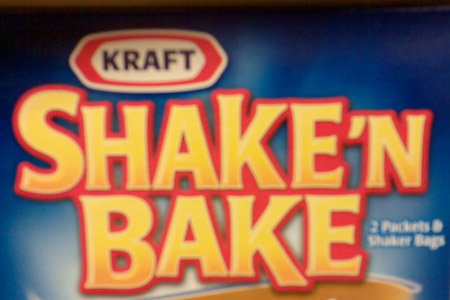 KRAFT
SHAKE'N
BAKE
2 Packets &
Shaker Bags